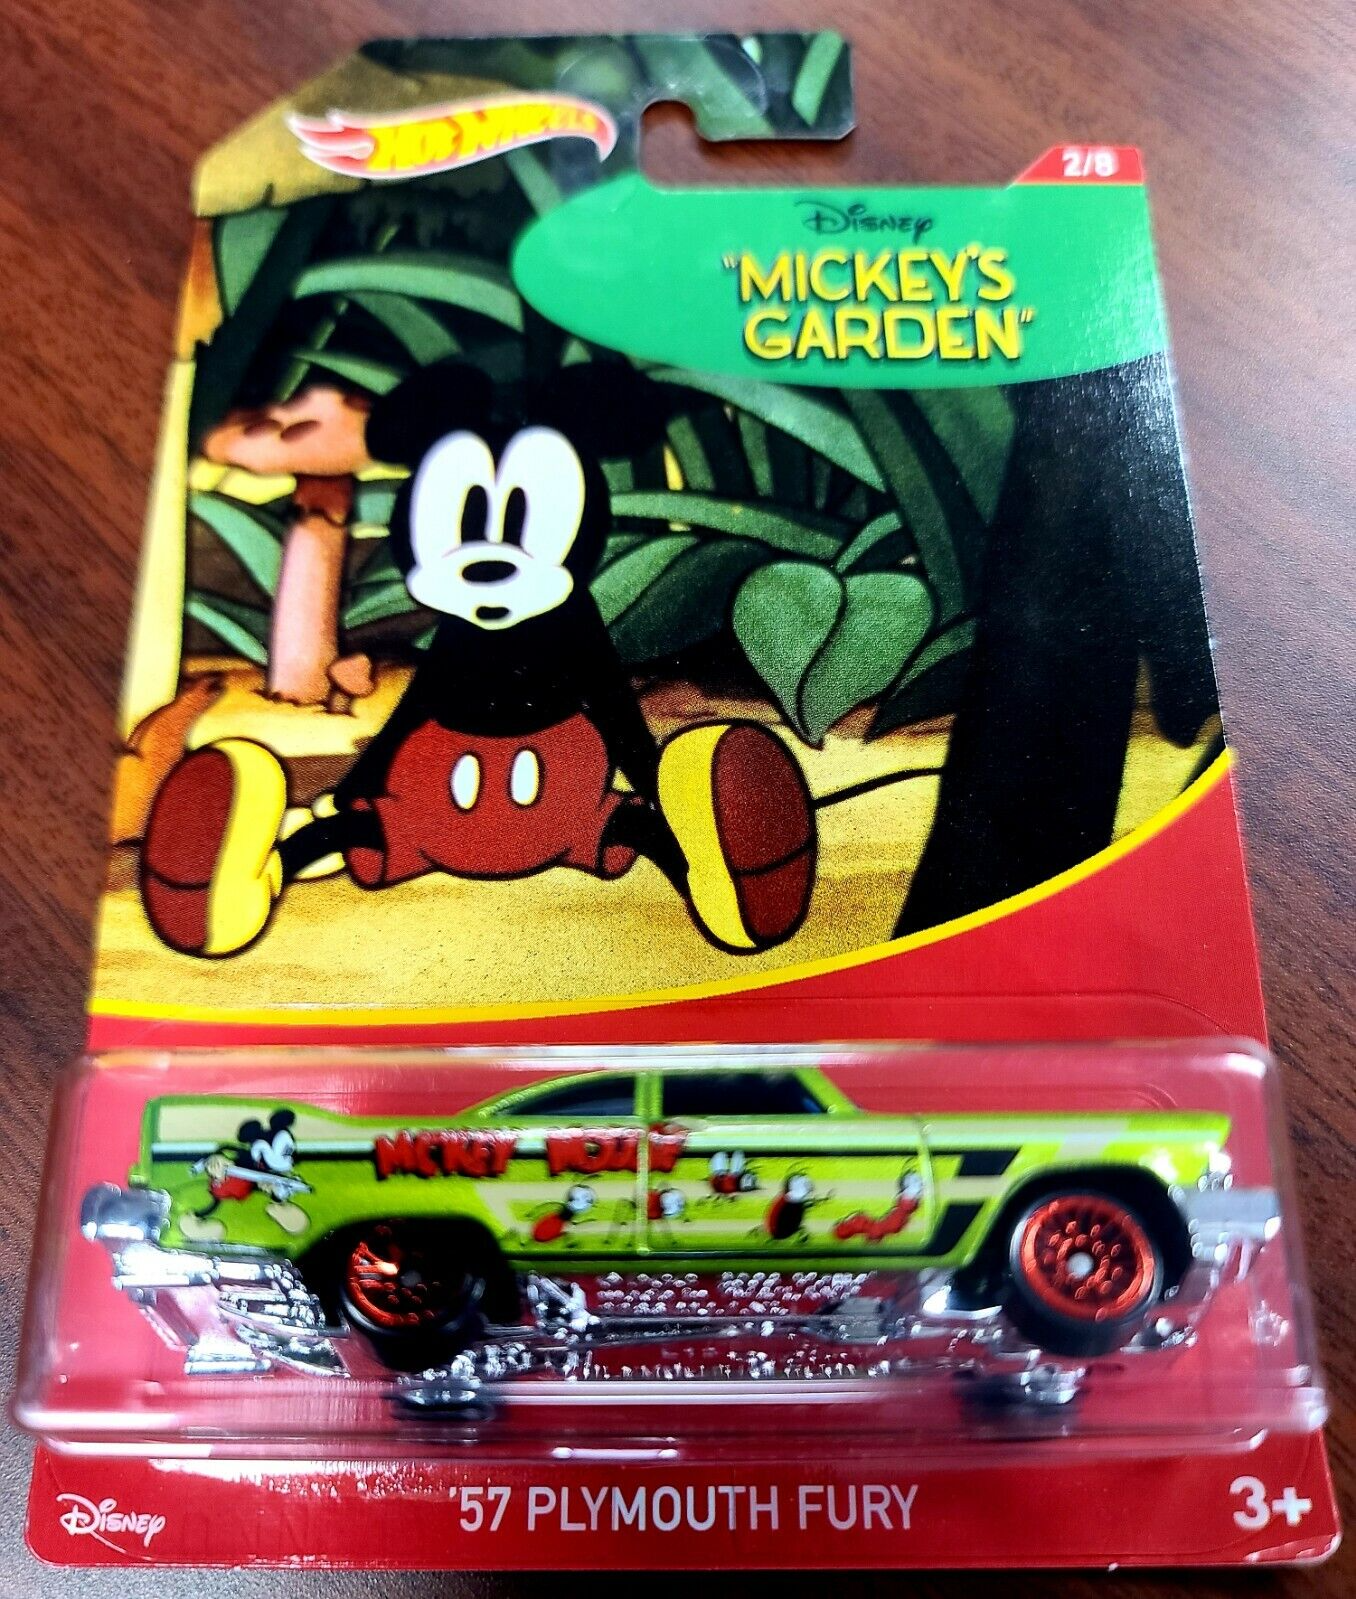 HOT WHEELS
2/8
Disney
"MICKEY'S
GARDEN"
MICKEY MOUSE
Disney
'57 PLYMOUTH FURY
3+